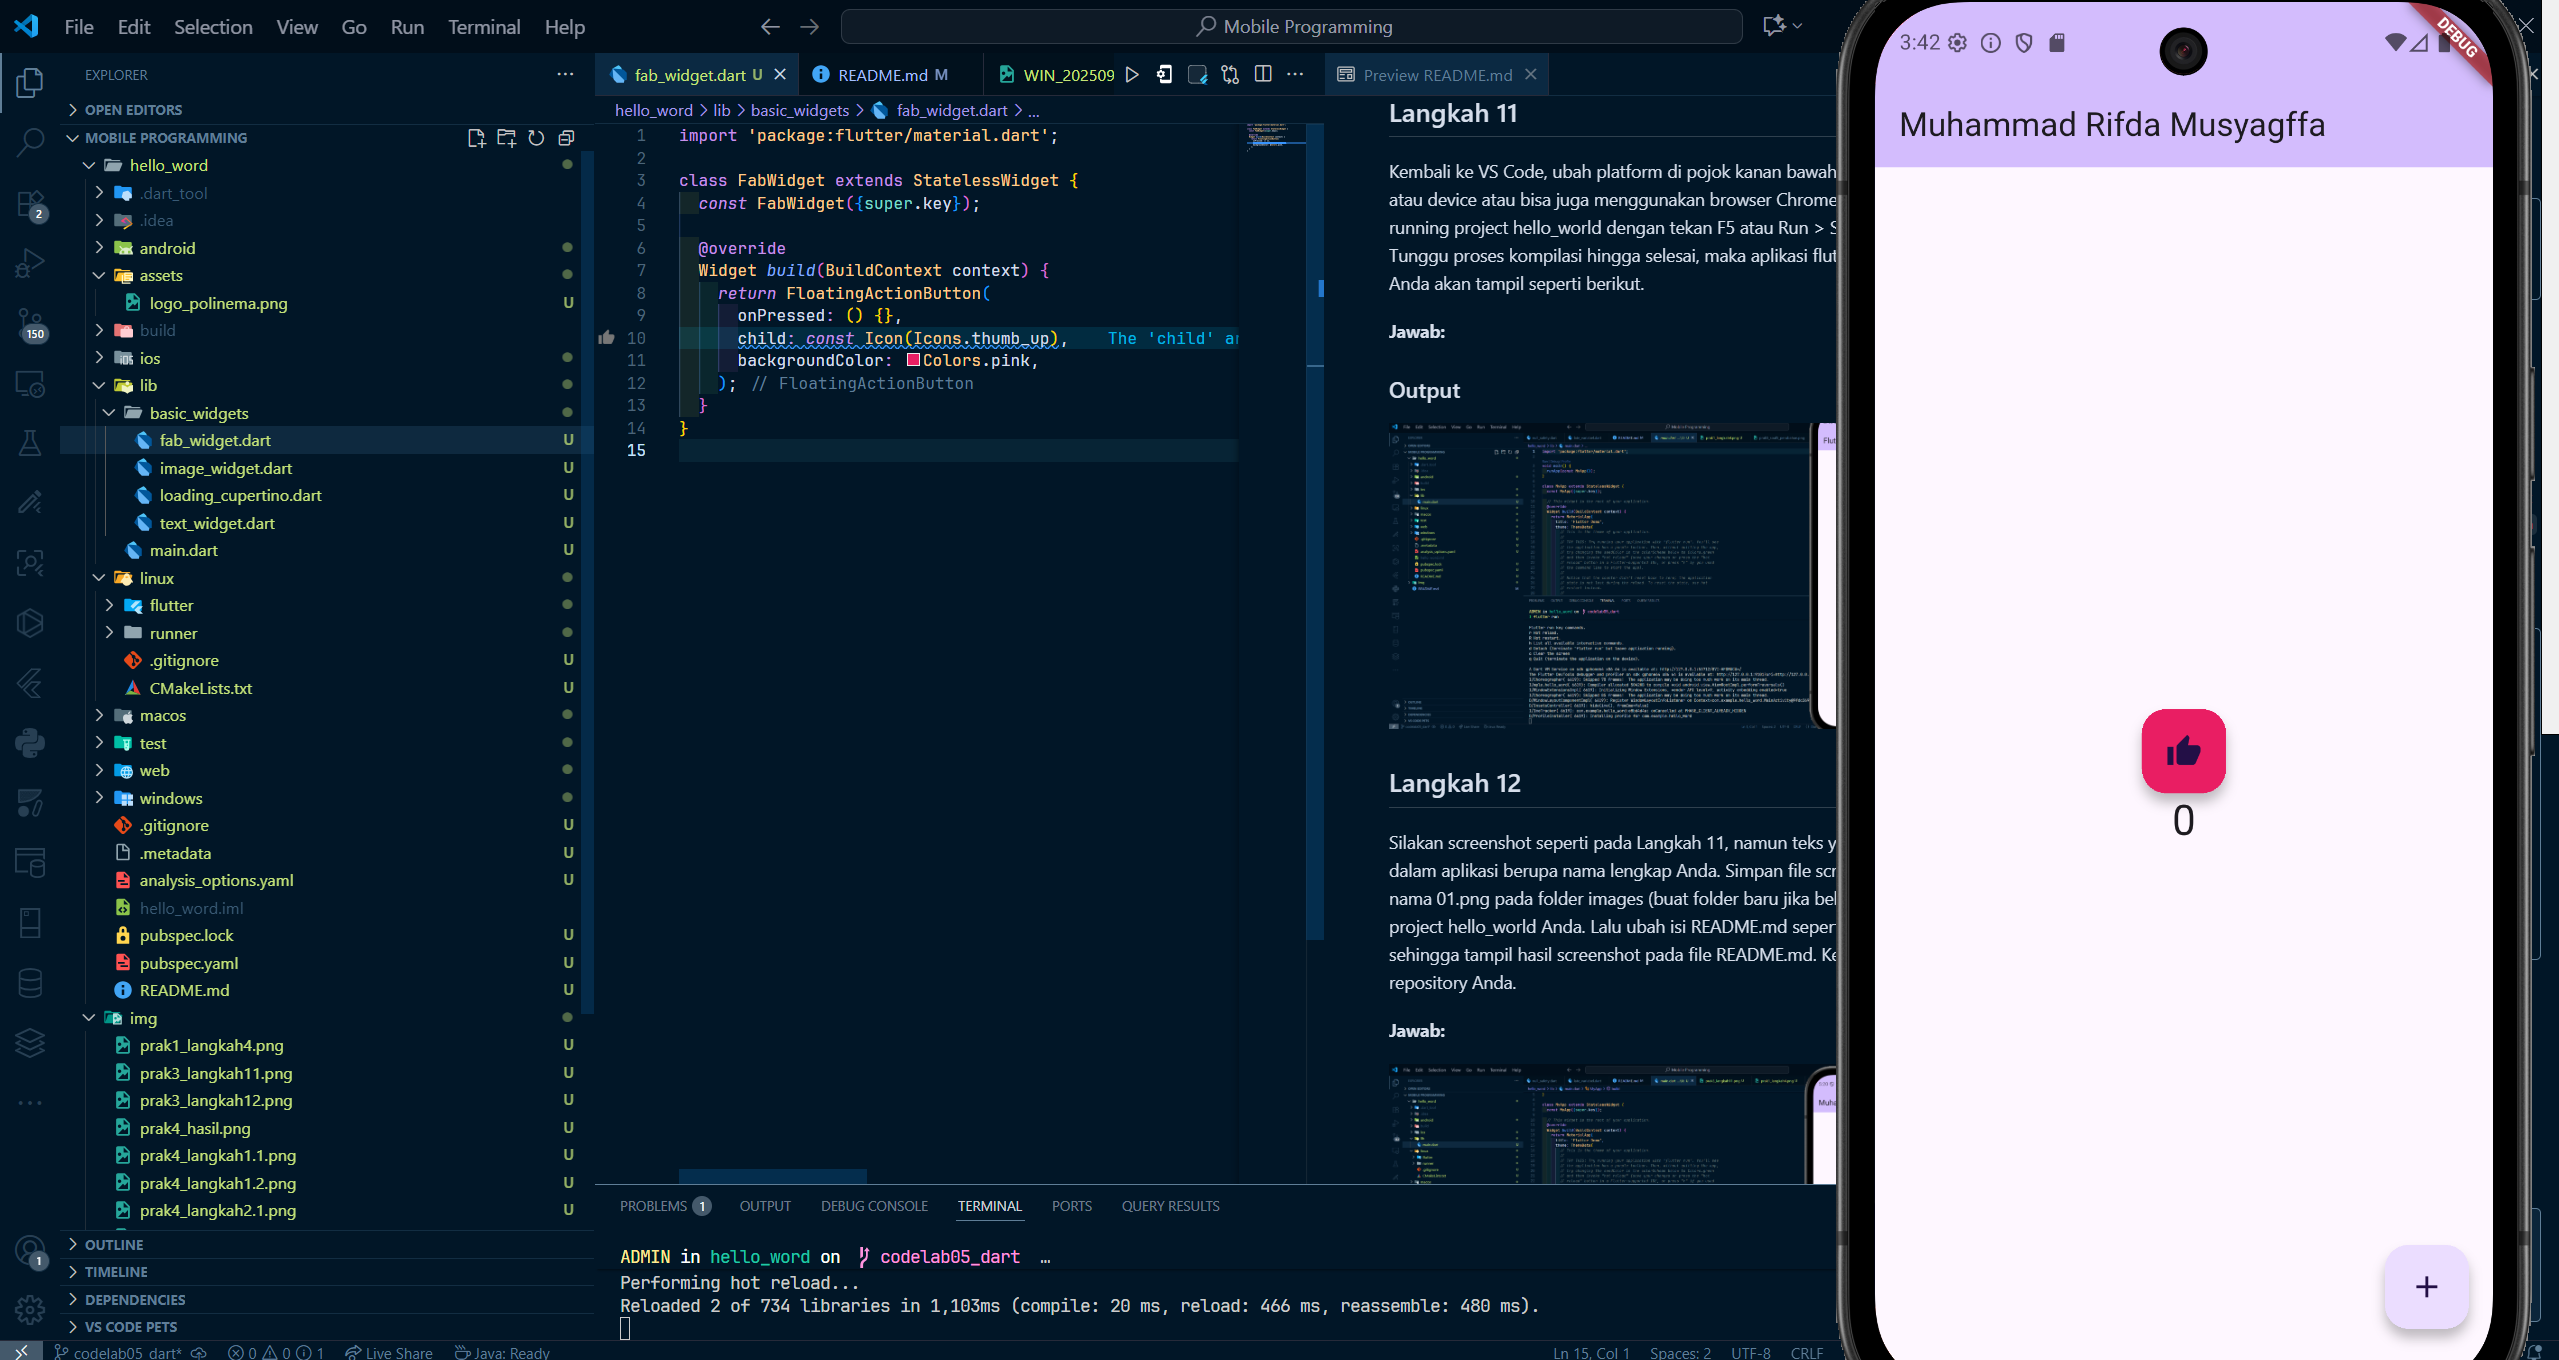 File Edit Selection View Go Run Terminal Help
Mobile Programming
EXPLORER
OPEN EDITORS
MOBILE PROGRAMMING
hello_word
.dart_tool
.idea
android
assets
logo_polinema.png U
build
ios
lib
basic_widgets
fab_widget.dart U
image_widget.dart U
loading_cupertino.dart U
text_widget.dart U
main.dart U
linux
flutter
runner
.gitignore U
CMakeLists.txt U
macos
test
web
windows
.gitignore U
.metadata U
analysis_options.yaml U
hello_word.iml
pubspec.lock U
pubspec.yaml U
README.md U
img
prak1_langkah4.png U
prak3_langkah11.png U
prak3_langkah12.png U
prak4_hasil.png U
prak4_langkah1.1.png U
prak4_langkah1.2.png U
prak4_langkah2.1.png U
OUTLINE
TIMELINE
DEPENDENCIES
VS CODE PETS
2
150
1
fab_widget.dart U
README.md M
WIN_202509
Preview README.md
hello_word > lib > basic_widgets > fab_widget.dart > ...
1 import 'package:flutter/material.dart';
2
3 class FabWidget extends StatelessWidget {
4 const FabWidget({super.key});
5
6 @override
7 Widget build(BuildContext context) {
8 return FloatingActionButton(
9 onPressed: () {},
10 child: const Icon(Icons.thumb_up), The 'child' ar
11 backgroundColor: Colors.pink,
12 ); // FloatingActionButton
13 }
14 }
15
Langkah 11
Kembali ke VS Code, ubah platform di pojok kanan bawah
atau device atau bisa juga menggunakan browser Chrome
running project hello_world dengan tekan F5 atau Run > S
Tunggu proses kompilasi hingga selesai, maka aplikasi flut
Anda akan tampil seperti berikut.
Jawab:
Output
Langkah 12
Silakan screenshot seperti pada Langkah 11, namun teks y
dalam aplikasi berupa nama lengkap Anda. Simpan file scr
nama 01.png pada folder images (buat folder baru jika bel
project hello_world Anda. Lalu ubah isi README.md seper
sehingga tampil hasil screenshot pada file README.md. Ke
repository Anda.
Jawab:
PROBLEMS 1 OUTPUT DEBUG CONSOLE TERMINAL PORTS QUERY RESULTS
ADMIN in hello_word on codelab05_dart …
Performing hot reload...
Reloaded 2 of 734 libraries in 1,103ms (compile: 20 ms, reload: 466 ms, reassemble: 480 ms).
codelab05_dart* 0 0 1 Live Share Java: Ready
Ln 15, Col 1 Spaces: 2 UTF-8 CRLF
3:42
DEBUG
Muhammad Rifda Musyagffa
0
+